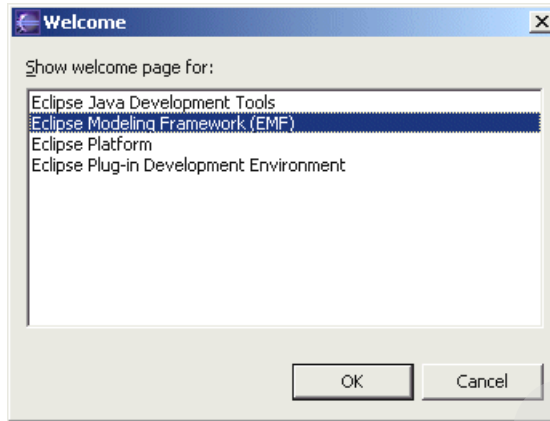 Welcome
Show welcome page for:
Eclipse Java Development Tools
Eclipse Modeling Framework (EMF)
Eclipse Platform
Eclipse Plug-in Development Environment
OK Cancel